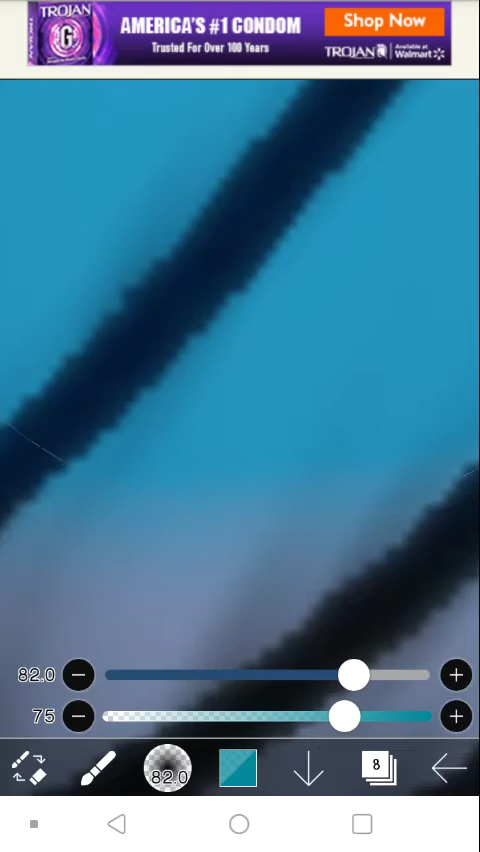 TROJAN
G
TROJAN
AMERICA'S #1 CONDOM
Trusted For Over 100 Years
Shop Now
TROJAN
Available at
Walmart
82.0
75
82.0
8